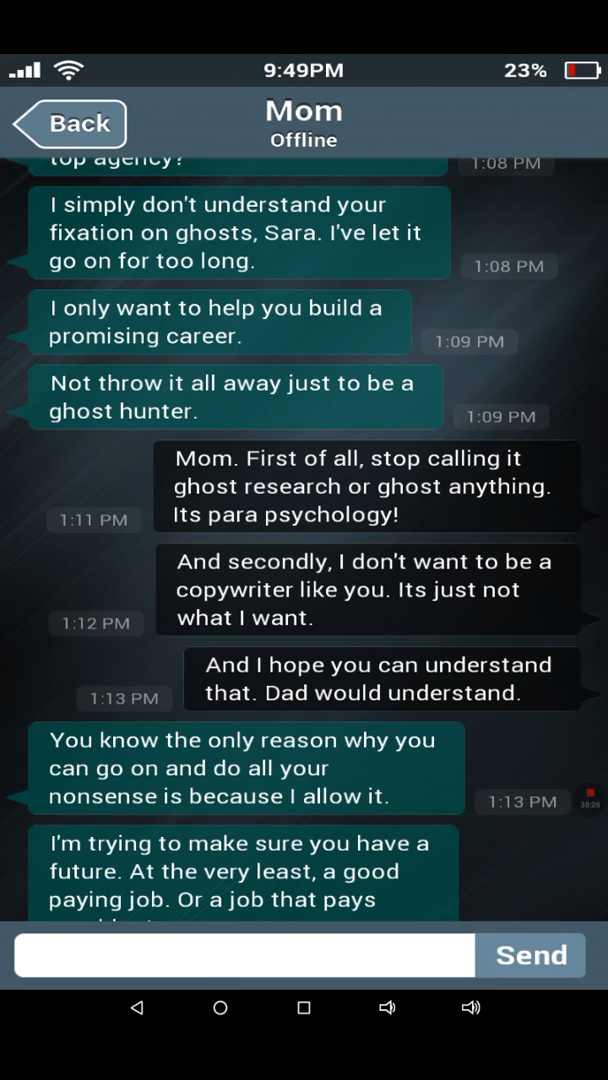 9:49PM
23%
Back
Mom
Offline
top agency?
1:08 PM
I simply don't understand your
fixation on ghosts, Sara. I've let it
go on for too long.
1:08 PM
I only want to help you build a
promising career.
1:09 PM
Not throw it all away just to be a
ghost hunter.
1:09 PM
Mom. First of all, stop calling it
ghost research or ghost anything.
Its para psychology!
1:11 PM
And secondly, I don't want to be a
copywriter like you. Its just not
what I want.
1:12 PM
And I hope you can understand
that. Dad would understand.
1:13 PM
You know the only reason why you
can go on and do all your
nonsense is because I allow it.
1:13 PM
38:26
I'm trying to make sure you have a
future. At the very least, a good
paying job. Or a job that pays
Send